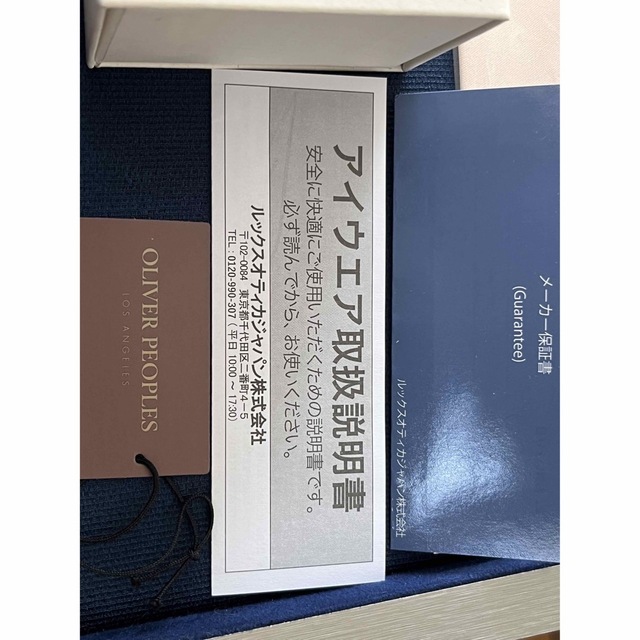 アイウエア取扱説明書
安全に快適にご使用いただくための説明書です。
必ず読んでから、お使いください。
ルックスオティカジャパン株式会社
〒102-0084 東京都千代田区二番町4-5
TEL:0120-990-307(平日 10:00～17:30)
メーカー保証書
(Guarantee)
ルックスオティカジャパン株式会社
OLIVER PEOPLES
LOS ANGELES